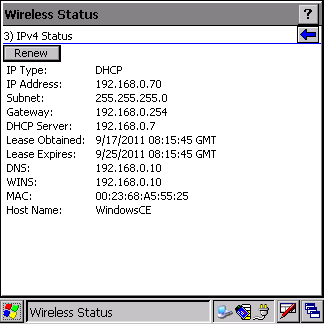 Wireless Status ?
3) IPv4 Status
Renew
IP Type: DHCP
IP Address: 192.168.0.70
Subnet: 255.255.255.0
Gateway: 192.168.0.254
DHCP Server: 192.168.0.7
Lease Obtained: 9/17/2011 08:15:45 GMT
Lease Expires: 9/25/2011 08:15:45 GMT
DNS: 192.168.0.10
WINS: 192.168.0.10
MAC: 00:23:68:A5:55:25
Host Name: WindowsCE
Wireless Status